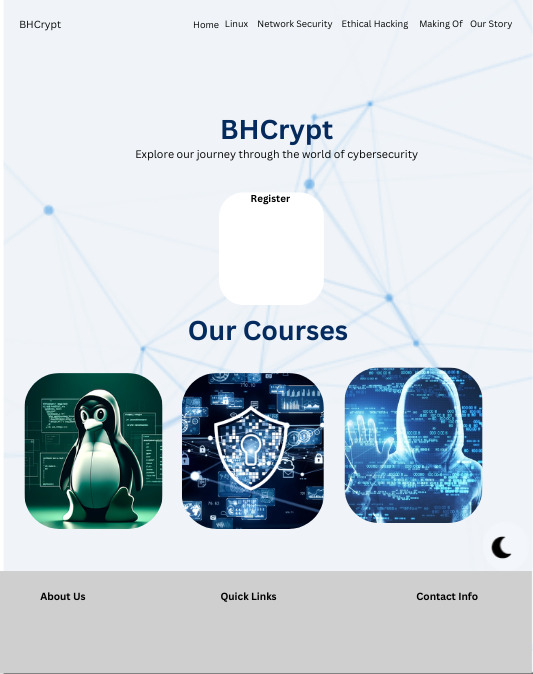 BHCrypt
Home Linux Network Security Ethical Hacking Making Of Our Story
BHCrypt
Explore our journey through the world of cybersecurity
Register
Our Courses
About Us
Quick Links
Contact Info